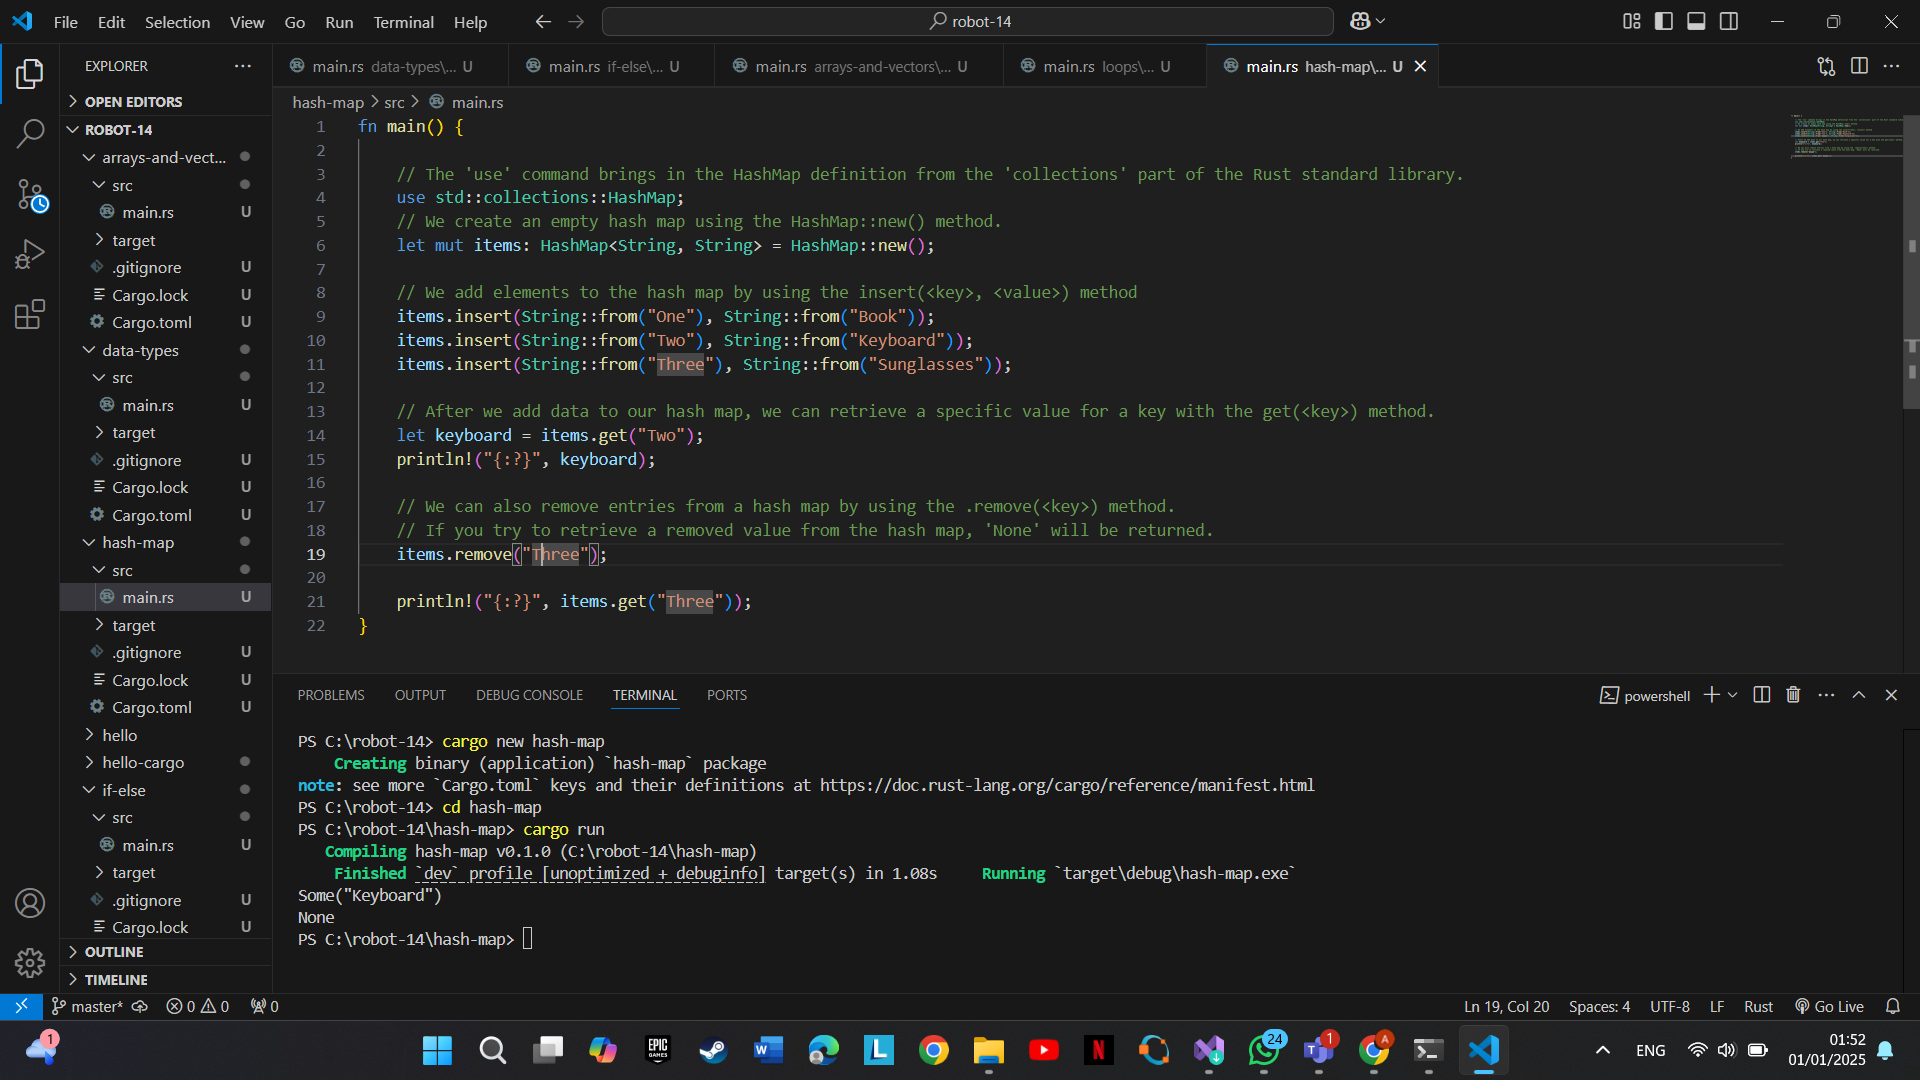 File Edit Selection View Go Run Terminal Help
robot-14
EXPLORER
OPEN EDITORS
ROBOT-14
arrays-and-vect...
src
main.rs U
target
.gitignore U
Cargo.lock U
Cargo.toml U
data-types
src
main.rs U
target
.gitignore U
Cargo.lock U
Cargo.toml U
hash-map
src
main.rs U
target
.gitignore U
Cargo.lock U
Cargo.toml U
hello
hello-cargo
if-else
src
main.rs U
target
.gitignore U
Cargo.lock U
OUTLINE
TIMELINE
main.rs data-types\... U main.rs if-else\... U main.rs arrays-and-vectors\... U main.rs loops\... U main.rs hash-map\... U
hash-map > src > main.rs
1 fn main() {
2
3 // The 'use' command brings in the HashMap definition from the 'collections' part of the Rust standard library.
4 use std::collections::HashMap;
5 // We create an empty hash map using the HashMap::new() method.
6 let mut items: HashMap<String, String> = HashMap::new();
7
8 // We add elements to the hash map by using the insert(<key>, <value>) method
9 items.insert(String::from("One"), String::from("Book"));
10 items.insert(String::from("Two"), String::from("Keyboard"));
11 items.insert(String::from("Three"), String::from("Sunglasses"));
12
13 // After we add data to our hash map, we can retrieve a specific value for a key with the get(<key>) method.
14 let keyboard = items.get("Two");
15 println!("{:?}", keyboard);
16
17 // We can also remove entries from a hash map by using the .remove(<key>) method.
18 // If you try to retrieve a removed value from the hash map, 'None' will be returned.
19 items.remove("Three");
20
21 println!("{:?}", items.get("Three"));
22 }
PROBLEMS OUTPUT DEBUG CONSOLE TERMINAL PORTS
powershell
PS C:\robot-14> cargo new hash-map
Creating binary (application) `hash-map` package
note: see more `Cargo.toml` keys and their definitions at https://doc.rust-lang.org/cargo/reference/manifest.html
PS C:\robot-14> cd hash-map
PS C:\robot-14\hash-map> cargo run
Compiling hash-map v0.1.0 (C:\robot-14\hash-map)
Finished `dev` profile [unoptimized + debuginfo] target(s) in 1.08s Running `target\debug\hash-map.exe`
Some("Keyboard")
None
PS C:\robot-14\hash-map>
master* 0 0 0
Ln 19, Col 20 Spaces: 4 UTF-8 LF Rust Go Live
1
EPIC GAMES
W
L
N
24
1
A
ENG
01:52
01/01/2025